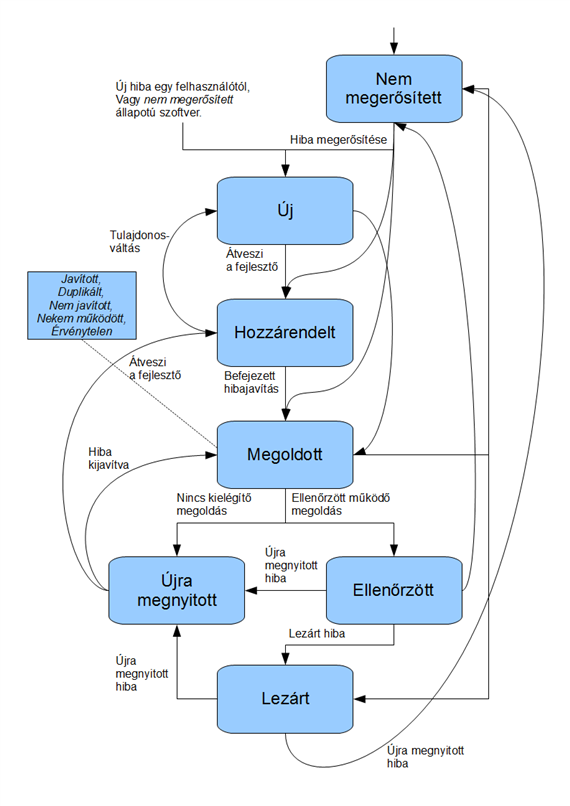 Nem
megerősített
Új hiba egy felhasználótól,
Vagy nem megerősített
állapotú szoftver.
Hiba megerősítése
Új
Tulajdonos-
váltás
Átveszi
a fejlesztő
Javított,
Duplikált,
Nem javított,
Nekem működött,
Érvénytelen
Hozzárendelt
Átveszi
a fejlesztő
Befejezett
hibajavítás
Hiba
kijavítva
Megoldott
Nincs kielégítő
megoldás
Ellenőrzött működő
megoldás
Újra
megnyitott
hiba
Újra
megnyitott
Ellenőrzött
Lezárt hiba
Újra
megnyitott
hiba
Lezárt
Újra megnyitott
hiba